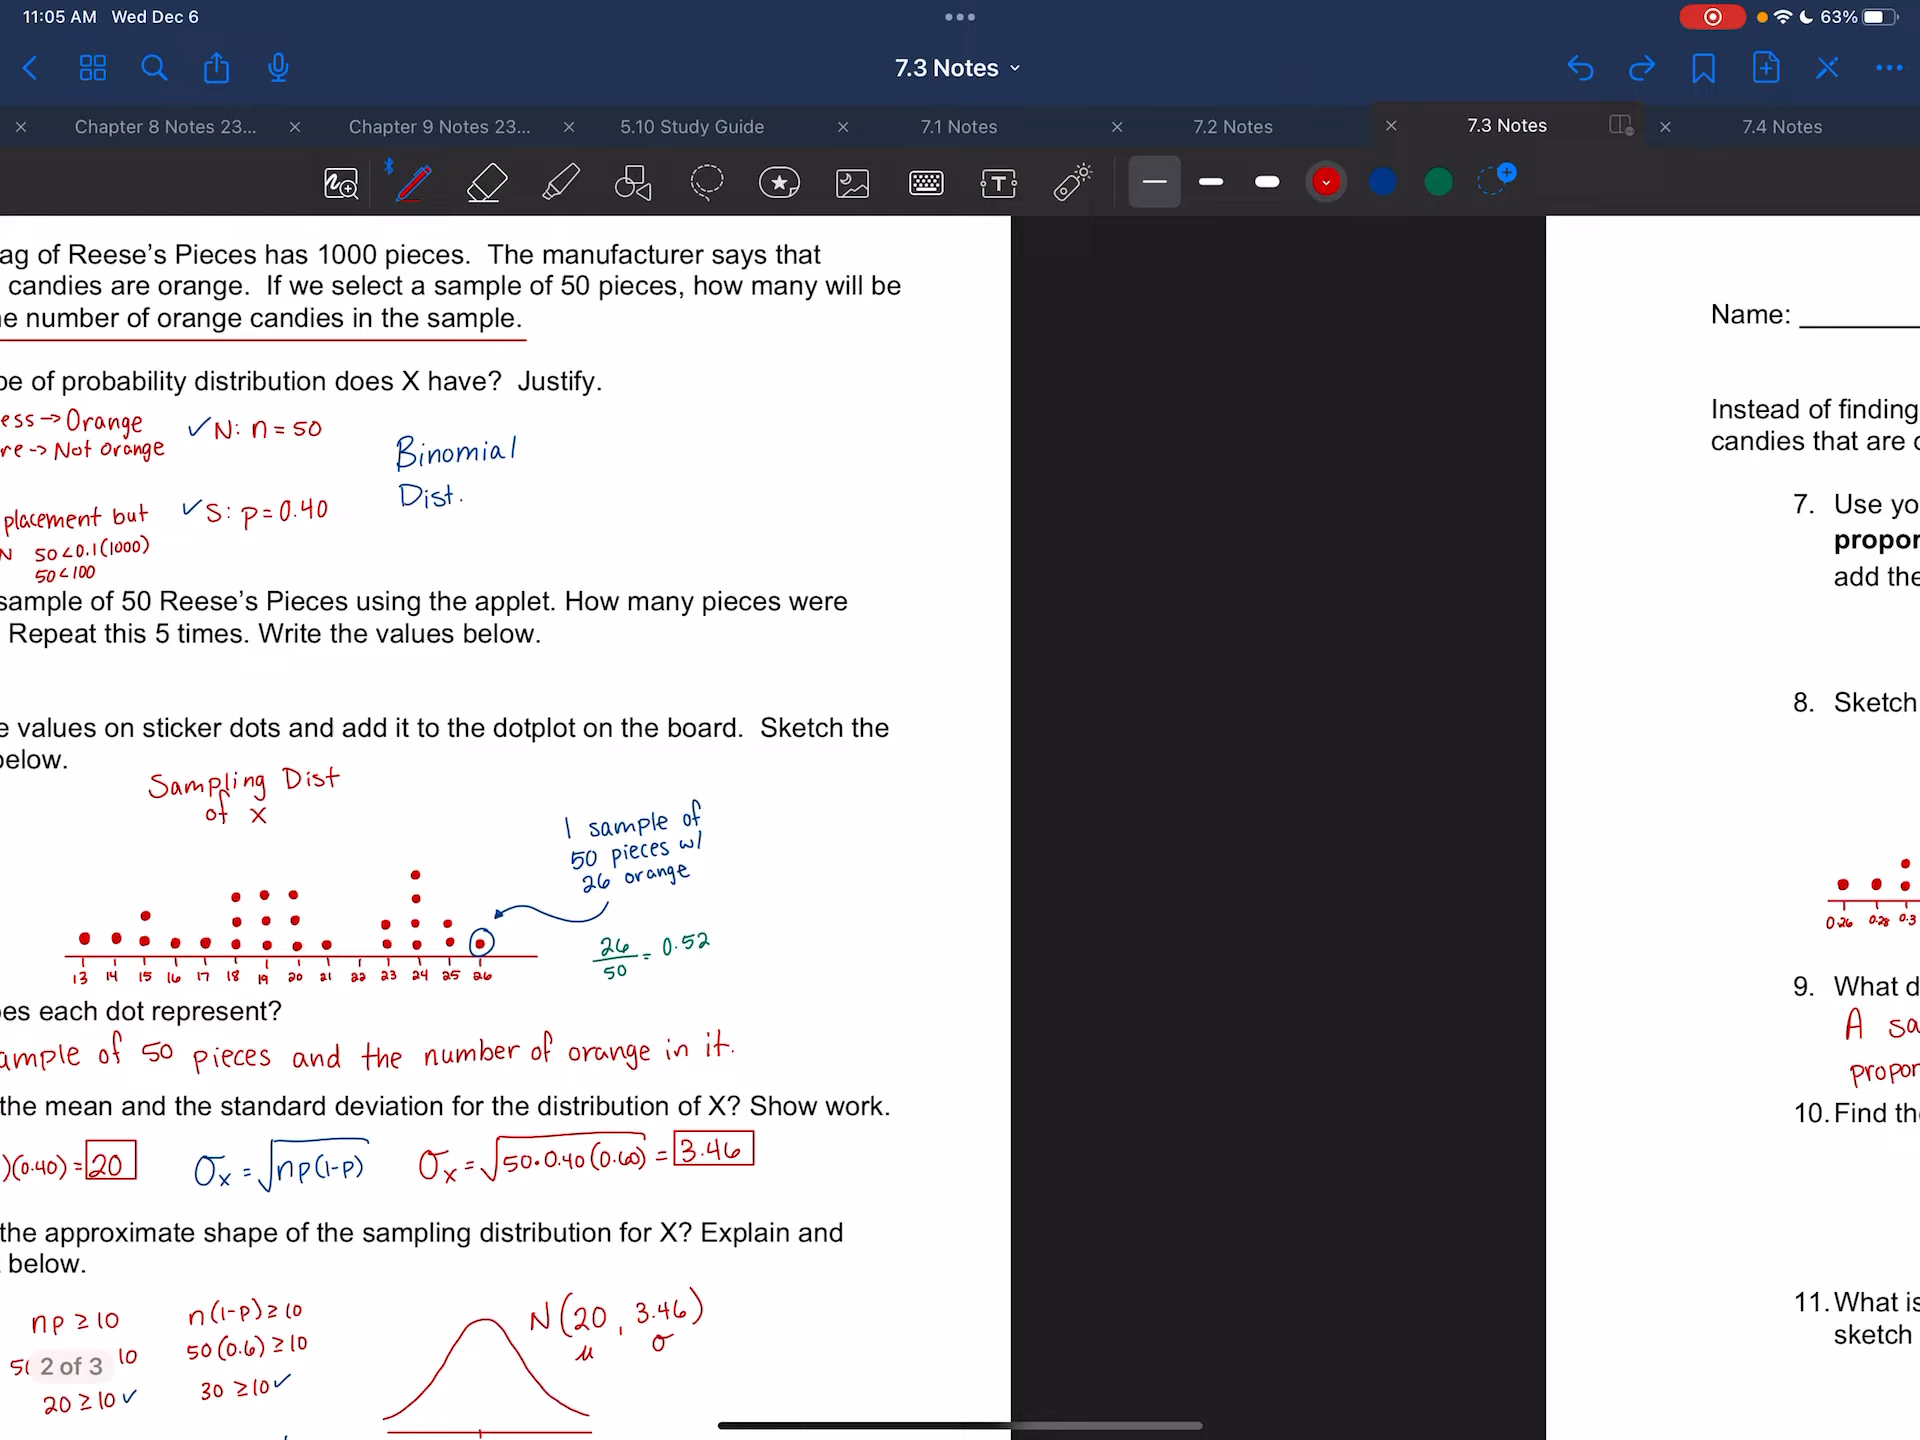 11:05 AM Wed Dec 6
63%
7.3 Notes
Chapter 8 Notes 23...
Chapter 9 Notes 23...
5.10 Study Guide
7.1 Notes
7.2 Notes
7.3 Notes
7.4 Notes
ag of Reese's Pieces has 1000 pieces. The manufacturer says that
candies are orange. If we select a sample of 50 pieces, how many will be
e number of orange candies in the sample.
pe of probability distribution does X have? Justify.
ess → Orange
re -> Not Orange
✓ N: n = 50
Binomial
Dist.
placement but
N 50 < 0.1(1000)
50 < 100
✓ S: p = 0.40
sample of 50 Reese's Pieces using the applet. How many pieces were
Repeat this 5 times. Write the values below.
e values on sticker dots and add it to the dotplot on the board. Sketch the
below.
Sampling Dist
of X
1 sample of
50 pieces w/
26 orange
26/50 = 0.52
13 14 15 16 17 18 19 20 21 22 23 24 25 26
oes each dot represent?
ample of 50 pieces and the number of orange in it.
the mean and the standard deviation for the distribution of X? Show work.
)(0.40) = 20
σx = √np(1-p)
σx = √50•0.40(0.60) = 3.46
the approximate shape of the sampling distribution for X? Explain and
below.
np ≥ 10
5( 10
20 ≥ 10 ✓
n(1-p) ≥ 10
50(0.6) ≥ 10
30 ≥ 10 ✓
N(20, 3.46)
μ σ
2 of 3
Name:
Instead of finding
candies that are
7. Use yo
propor
add the
8. Sketch
0.26 0.28 0.3
9. What d
A sa
propor
10. Find the
11. What is
sketch